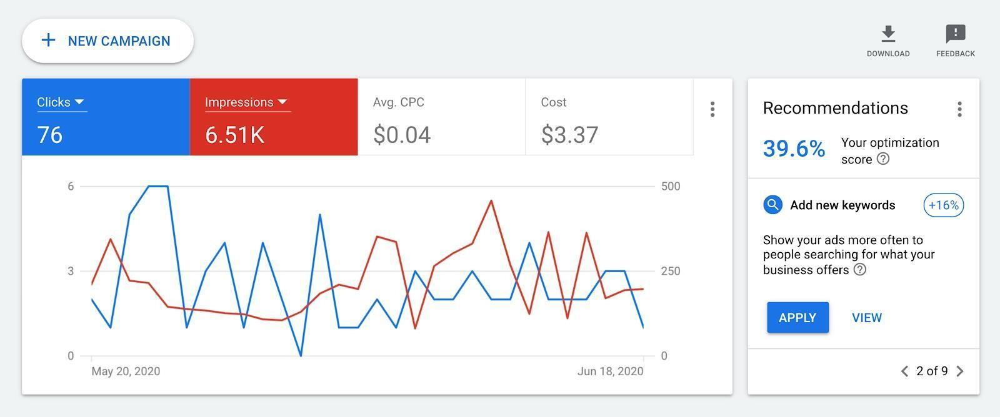 NEW CAMPAIGN
DOWNLOAD
FEEDBACK
Clicks
76
Impressions
6.51K
Avg. CPC
$0.04
Cost
$3.37
6
3
0
500
250
0
May 20, 2020
Jun 18, 2020
Recommendations
39.6%
Your optimization
score
Add new keywords
+16%
Show your ads more often to
people searching for what your
business offers
APPLY
VIEW
2 of 9